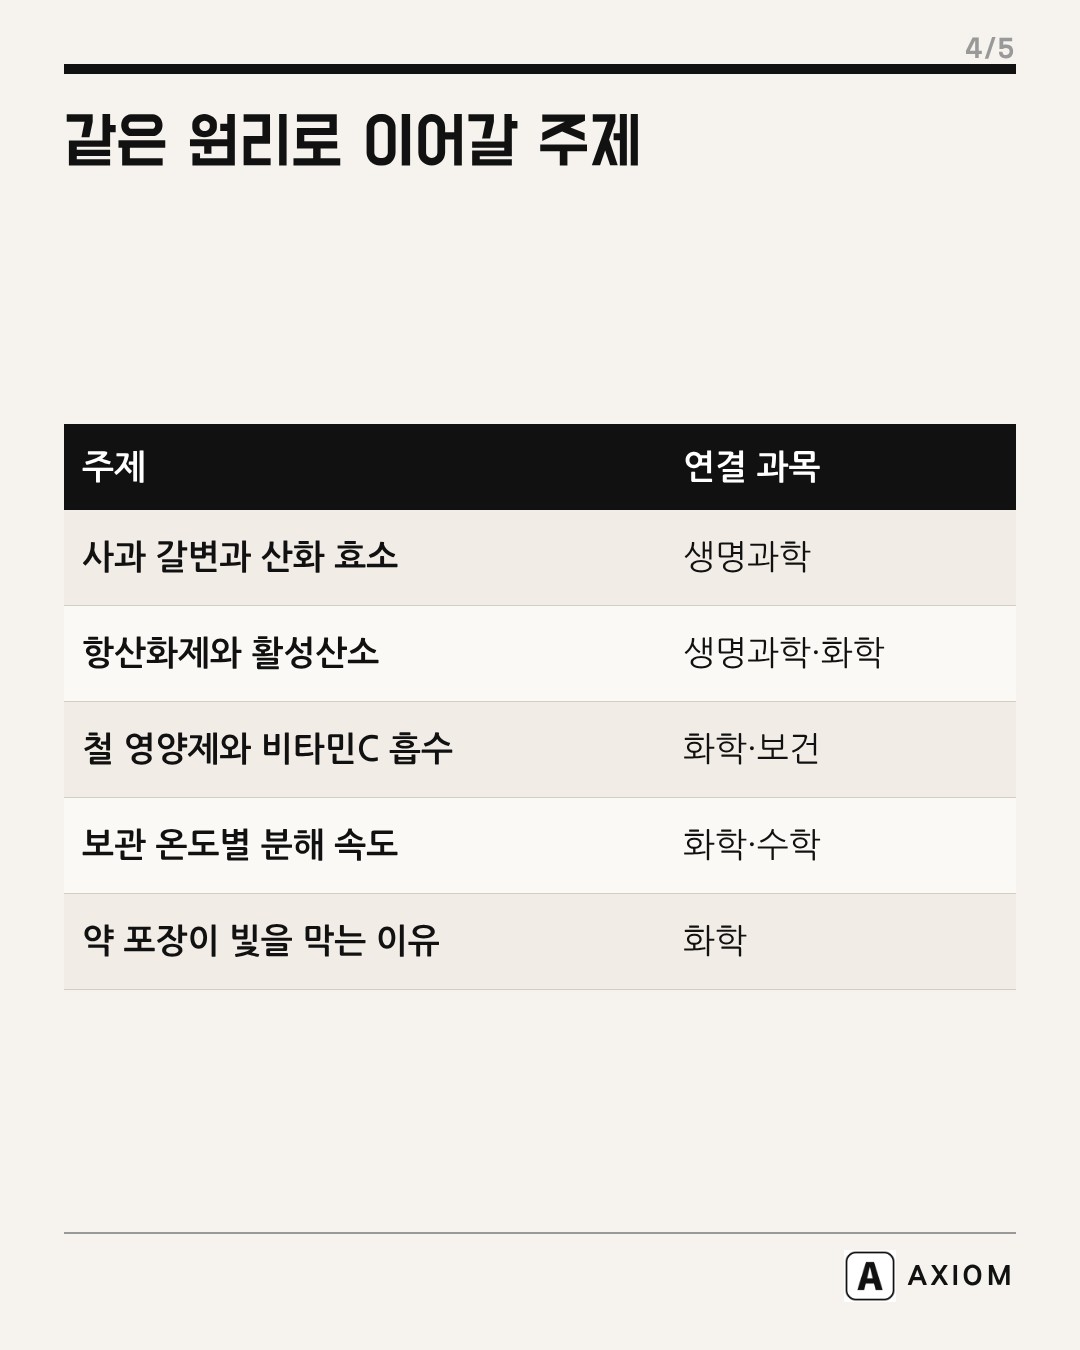 4/5
같은 원리로 이어갈 주제
주제 연결 과목
사과 갈변과 산화 효소 생명과학
항산화제와 활성산소 생명과학·화학
철 영양제와 비타민C 흡수 화학·보건
보관 온도별 분해 속도 화학·수학
약 포장이 빛을 막는 이유 화학
A AXIOM